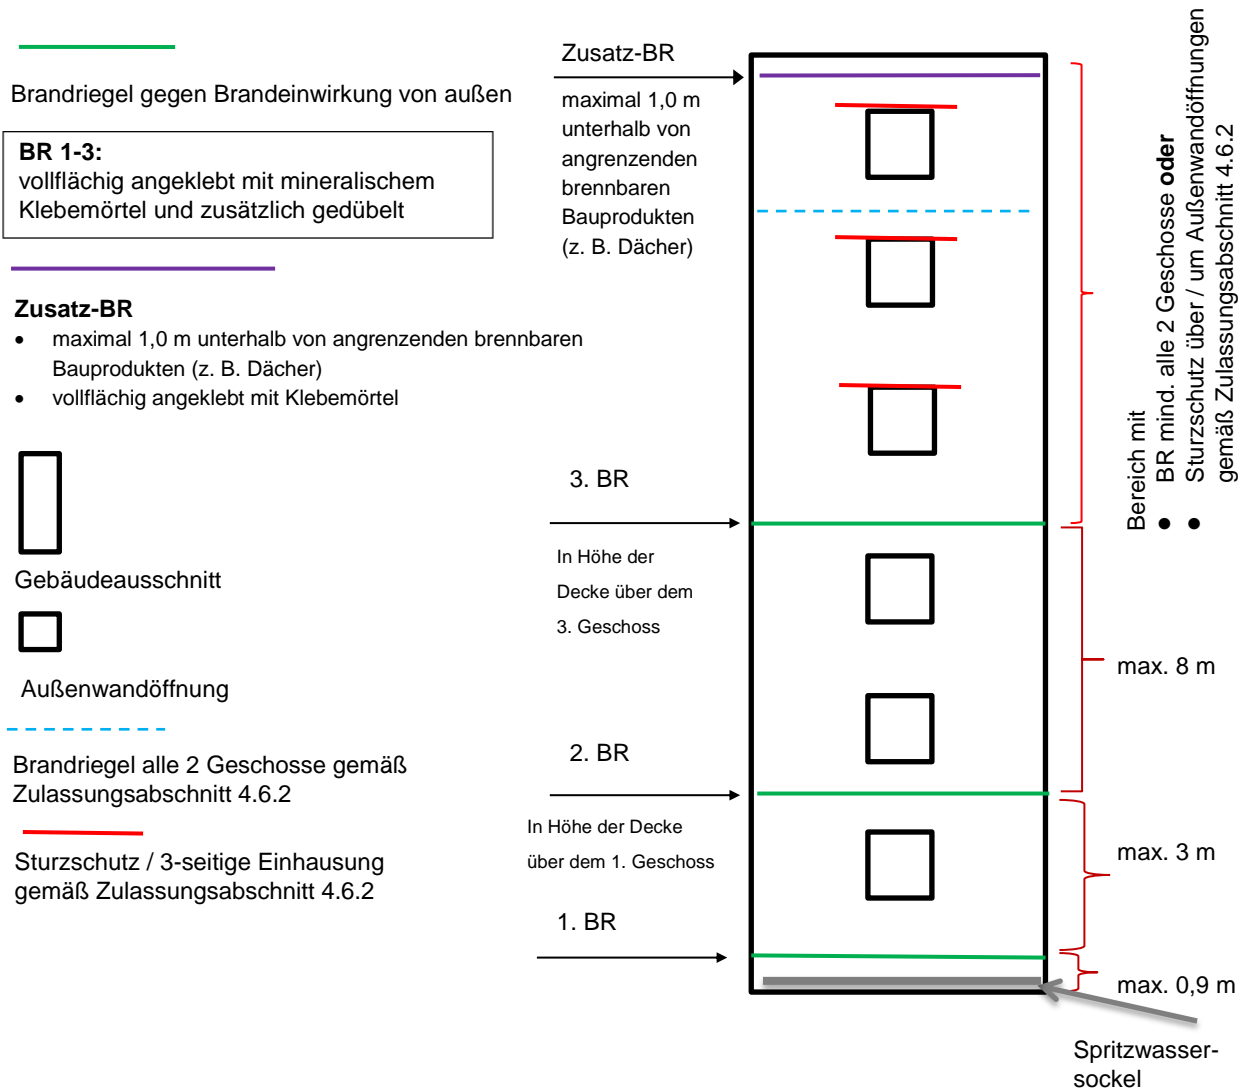 Brandriegel gegen Brandeinwirkung von außen
BR 1-3:
vollflächig angeklebt mit mineralischem
Klebemörtel und zusätzlich gedübelt
Zusatz-BR
• maximal 1,0 m unterhalb von angrenzenden brennbaren
Bauprodukten (z. B. Dächer)
• vollflächig angeklebt mit Klebemörtel
Gebäudeausschnitt
Außenwandöffnung
Brandriegel alle 2 Geschosse gemäß
Zulassungsabschnitt 4.6.2
Sturzschutz / 3-seitige Einhausung
gemäß Zulassungsabschnitt 4.6.2
Zusatz-BR
maximal 1,0 m
unterhalb von
angrenzenden
brennbaren
Bauprodukten
(z. B. Dächer)
3. BR
In Höhe der
Decke über dem
3. Geschoss
2. BR
In Höhe der Decke
über dem 1. Geschoss
1. BR
Bereich mit
• BR mind. alle 2 Geschosse oder
• Sturzschutz über / um Außenwandöffnungen
gemäß Zulassungsabschnitt 4.6.2
max. 8 m
max. 3 m
max. 0,9 m
Spritzwasser-
sockel